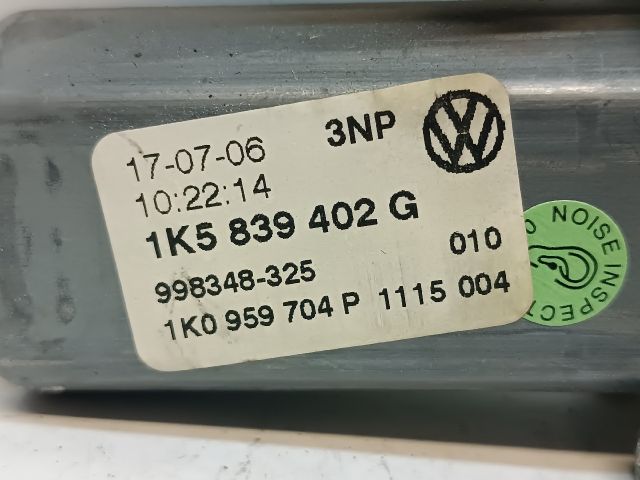 17-07-06 3NP
10:22:14
1K5 839 402 G
998348-325 010
1K0 959 704 P 1115 004
NOISE INSPECT